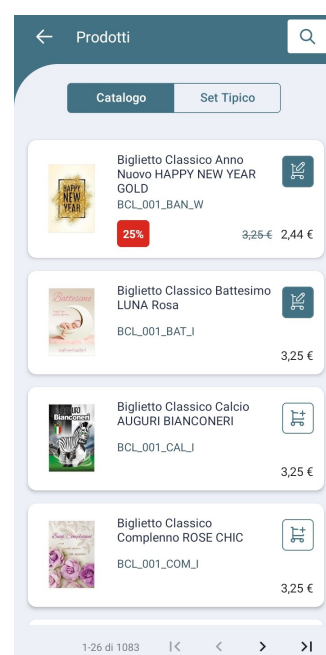 Prodotti
Catalogo
Set Tipico
Biglietto Classico Anno
Nuovo HAPPY NEW YEAR
GOLD
BCL_001_BAN_W
HAPPY
NEW
YEAR
25%
3,25 € 2,44 €
Biglietto Classico Battesimo
LUNA Rosa
BCL_001_BAT_I
Battesimo
3,25 €
Biglietto Classico Calcio
AUGURI BIANCONERI
BCL_001_CAL_I
Bianconeri
3,25 €
Biglietto Classico
Complenno ROSE CHIC
BCL_001_COM_I
Buon Compleanno
3,25 €
1-26 di 1083